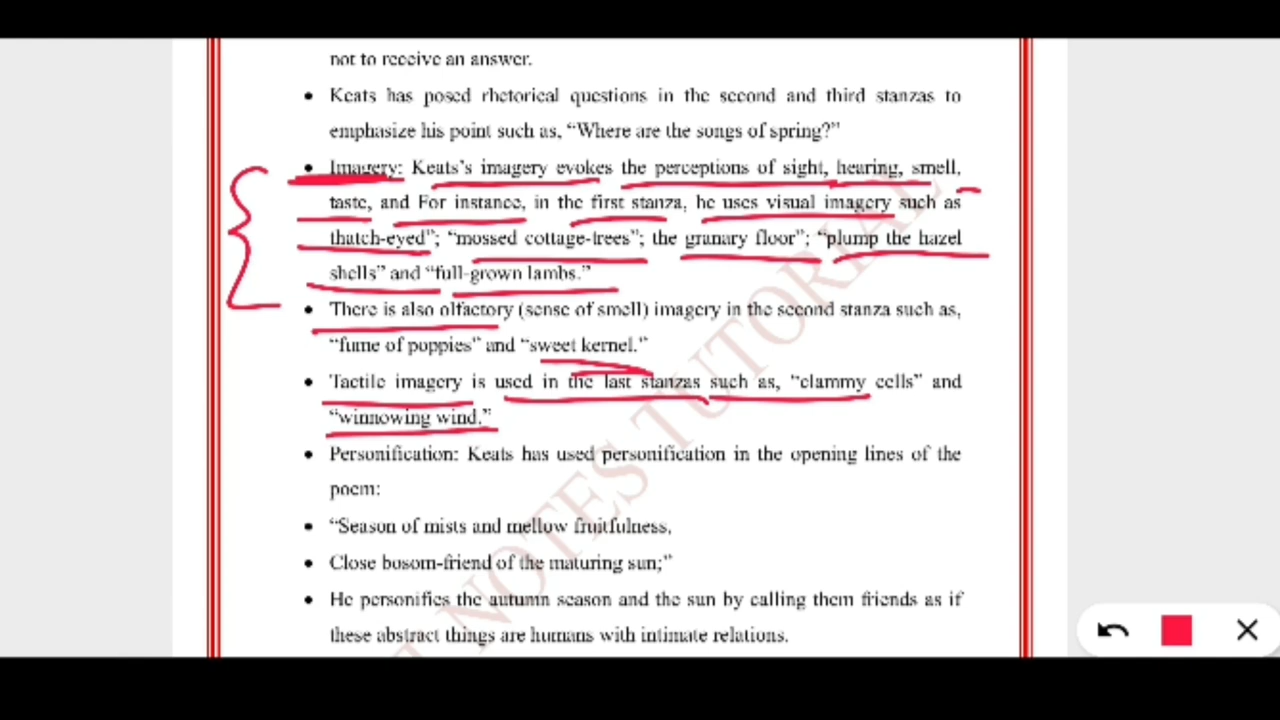 not to receive an answer.
• Keats has posed rhetorical questions in the second and third stanzas to
emphasize his point such as, “Where are the songs of spring?”
• Imagery: Keats’s imagery evokes the perceptions of sight, hearing, smell,
taste, and For instance, in the first stanza, he uses visual imagery such as
thatch-eyed”; “mossed cottage-trees”; the granary floor”; “plump the hazel
shells” and “full-grown lambs.”
• There is also olfactory (sense of smell) imagery in the second stanza such as,
“fume of poppies” and “sweet kernel.”
• Tactile imagery is used in the last stanzas such as, “clammy cells” and
“winnowing wind.”
• Personification: Keats has used personification in the opening lines of the
poem:
• “Season of mists and mellow fruitfulness,
• Close bosom-friend of the maturing sun;”
• He personifies the autumn season and the sun by calling them friends as if
these abstract things are humans with intimate relations.
NOTES TUTORIAL